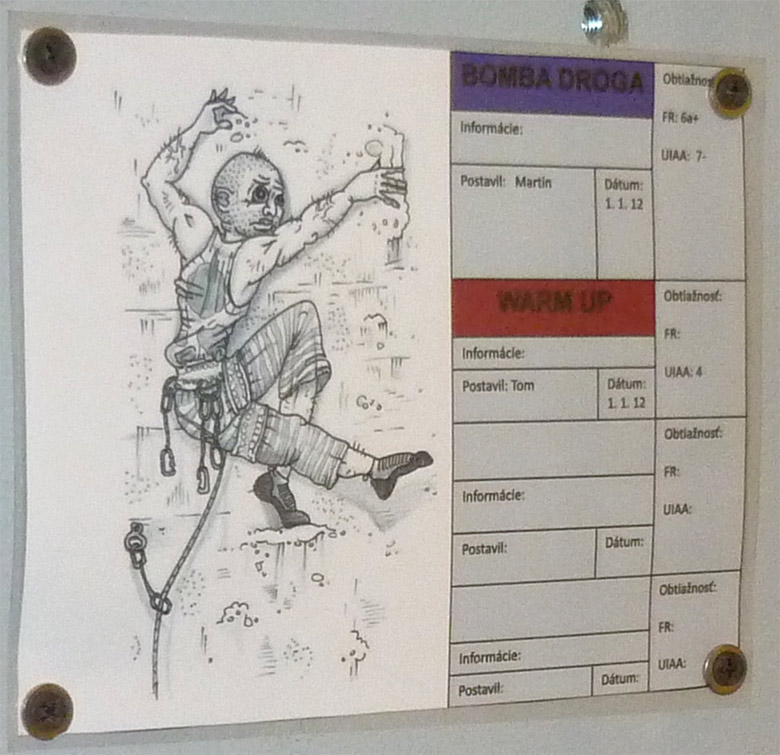 BOMBA DROGA
Obtiažnosť:
FR: 6a+
UIAA: 7-
Informácie:
Postavil: Martin
Dátum:
1. 1. 12
WARM UP
Obtiažnosť:
FR:
UIAA: 4
Informácie:
Postavil: Tom
Dátum:
1. 1. 12
Obtiažnosť:
FR:
UIAA:
Informácie:
Postavil:
Dátum:
Obtiažnosť:
FR:
UIAA:
Informácie:
Postavil:
Dátum: